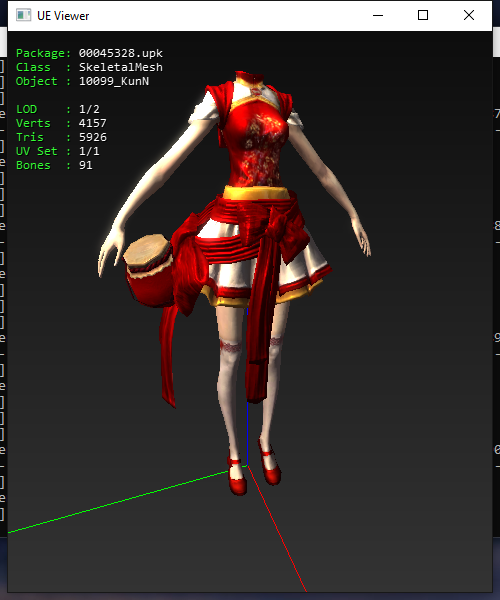 UE Viewer
Package: 00045328.upk
Class : SkeletalMesh
Object : 10099_KunN
LOD : 1/2
Verts : 4157
Tris : 5926
UV Set : 1/1
Bones : 91